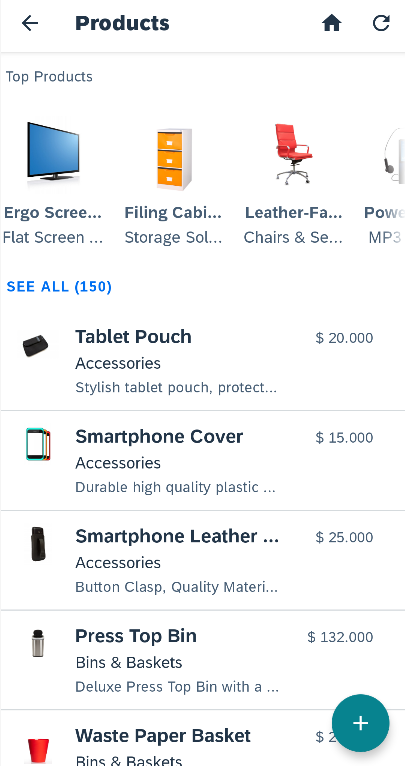 Products
Top Products
Ergo Scree... Filing Cabi... Leather-Fa... Powe
Flat Screen ... Storage Sol... Chairs & Se... MP3
SEE ALL (150)
Tablet Pouch $ 20.000
Accessories
Stylish tablet pouch, protect...
Smartphone Cover $ 15.000
Accessories
Durable high quality plastic ...
Smartphone Leather ... $ 25.000
Accessories
Button Clasp, Quality Materi...
Press Top Bin $ 132.000
Bins & Baskets
Deluxe Press Top Bin with a ...
Waste Paper Basket $ 2
Bins & Baskets